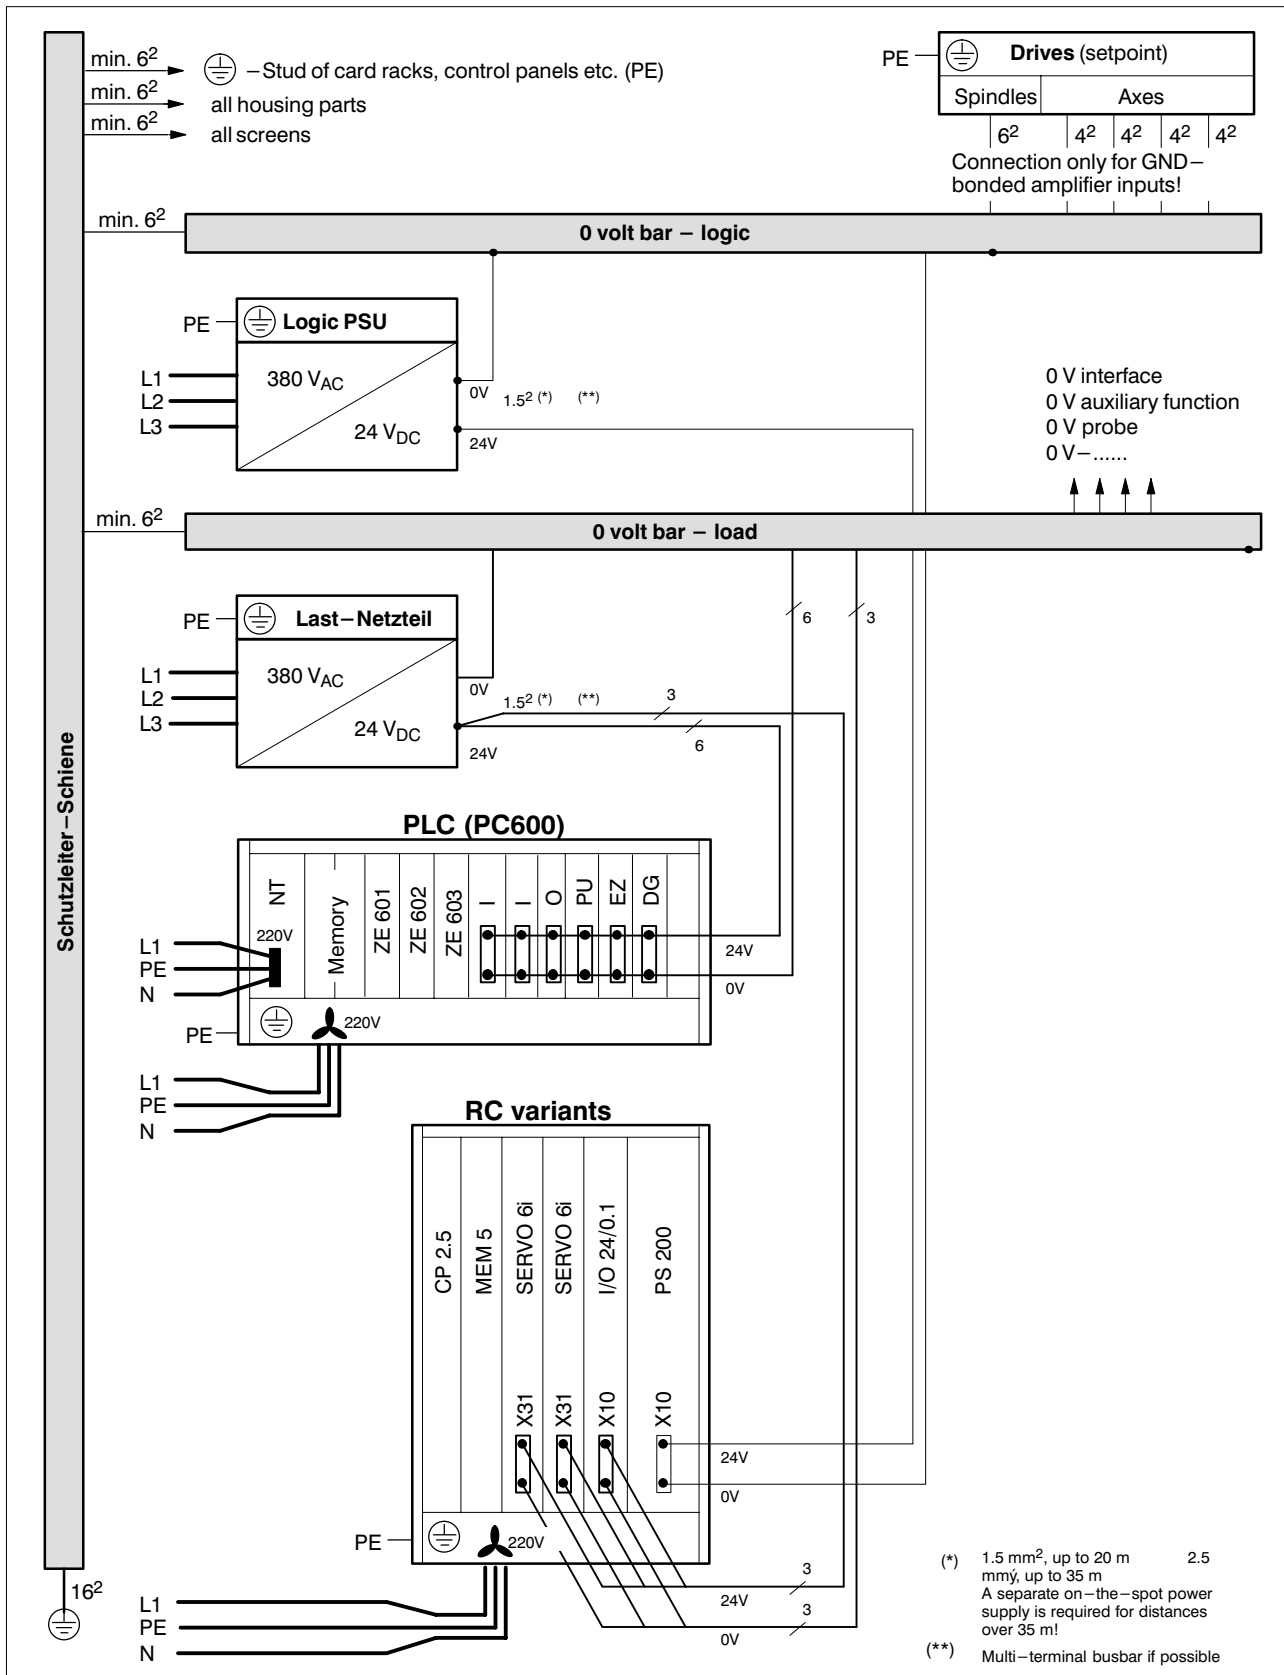 min. 6²
–Stud of card racks, control panels etc. (PE)
min. 6²
all housing parts
min. 6²
all screens
PE
Drives (setpoint)
Spindles
Axes
6²
4²
4²
4²
4²
Connection only for GND–
bonded amplifier inputs!
min. 6²
0 volt bar – logic
PE
Logic PSU
L1
L2
L3
380 VAC
24 VDC
0V
1.5² (*)
(**)
24V
0 V interface
0 V auxiliary function
0 V probe
0 V–......
min. 6²
0 volt bar – load
6
3
PE
Last–Netzteil
L1
L2
L3
380 VAC
24 VDC
0V
1.5² (*)
(**)
3
6
24V
Schutzleiter–Schiene
PLC (PC600)
NT
Memory
ZE 601
ZE 602
ZE 603
I
I
O
PU
EZ
DG
220V
L1
PE
N
24V
0V
PE
220V
L1
PE
N
RC variants
CP 2.5
MEM 5
SERVO 6i
SERVO 6i
I/O 24/0.1
PS 200
X31
X31
X10
X10
24V
0V
PE
220V
3
24V
3
0V
16²
L1
PE
N
(*) 1.5 mm², up to 20 m 2.5
mmý, up to 35 m
A separate on–the–spot power
supply is required for distances
over 35 m!
(**) Multi–terminal busbar if possible